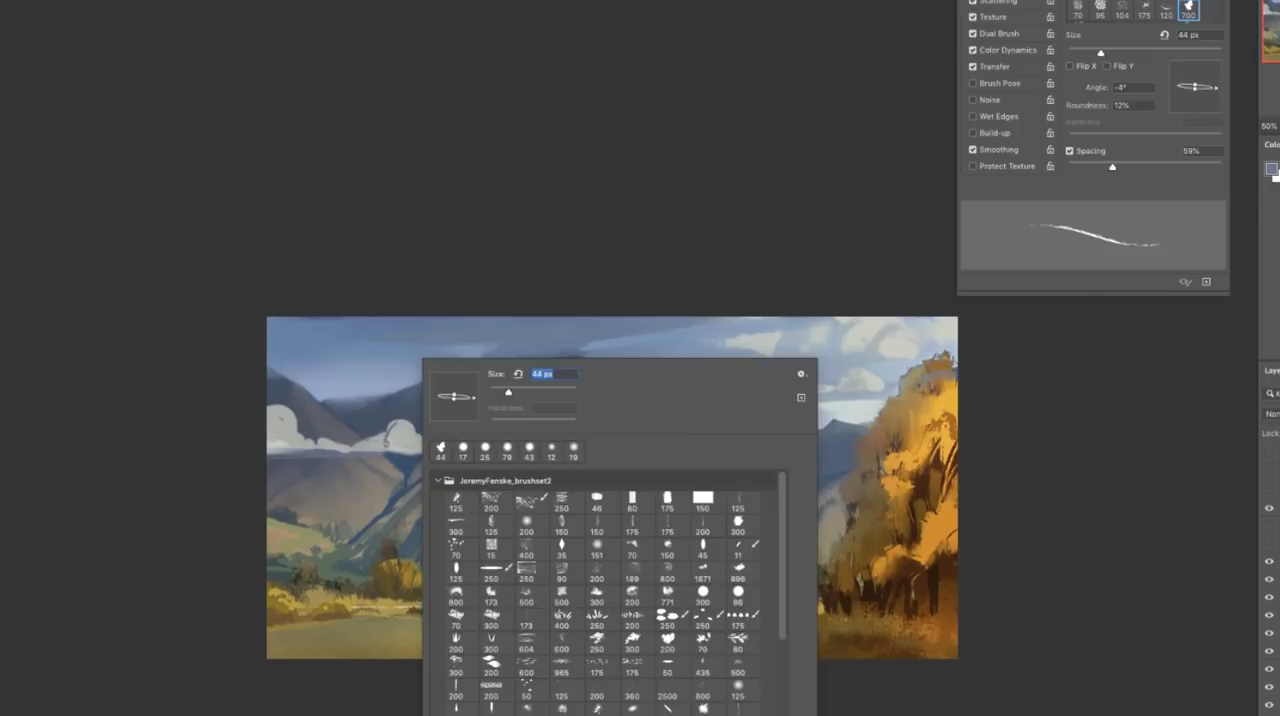 Scattering
70 95 104 175 120 700
Texture
Dual Brush
Size 44 px
Color Dynamics
Transfer
Flip X Flip Y
Brush Pose
Angle: -4°
Noise
Roundness: 12%
Wet Edges
Hardness
50%
Build-up
Smoothing
Spacing 59%
Protect Texture
Size: 44 px
Hardness:
44 17 25 79 43 12 19
JeremyFenske_brushset2
125 200 250 46 80 175 150 125
300 125 200 150 150 175 175 200 300
70 15 400 35 151 70 150 45 11
125 250 250 90 200 189 800 1871 896
800 173 500 500 300 200 771 300 86
70 300 173 400 250 200 250 250 175
200 300 604 600 250 300 200 70 80
300 200 600 965 175 175 50 435 500
200 200 50 125 200 360 2500 800 125